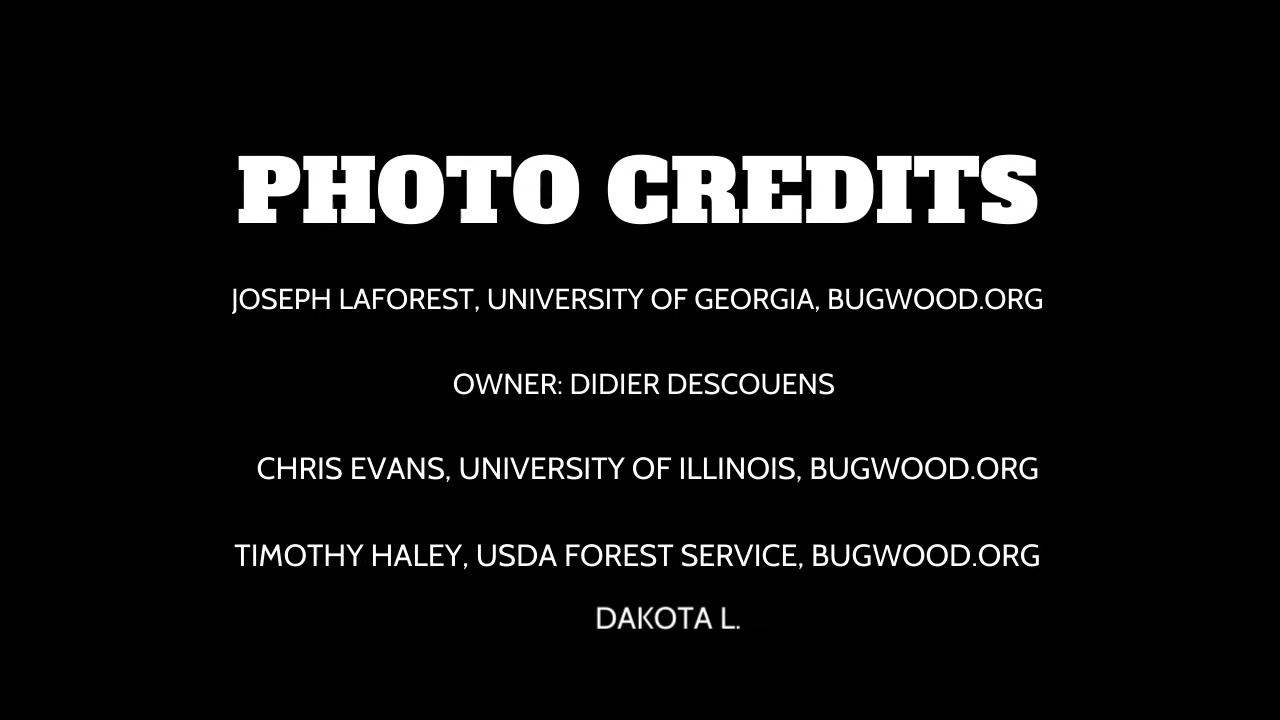 PHOTO CREDITS
JOSEPH LAFOREST, UNIVERSITY OF GEORGIA, BUGWOOD.ORG
OWNER: DIDIER DESCOUENS
CHRIS EVANS, UNIVERSITY OF ILLINOIS, BUGWOOD.ORG
TIMOTHY HALEY, USDA FOREST SERVICE, BUGWOOD.ORG
DAKOTA L.